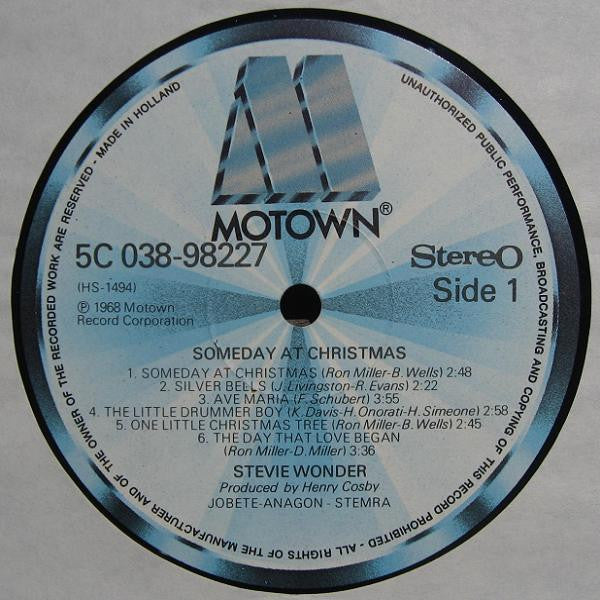 MOTOWN®
5C 038-98227
Stereo
Side 1
(HS-1494)
℗ 1968 Motown
Record Corporation
SOMEDAY AT CHRISTMAS
1. SOMEDAY AT CHRISTMAS (Ron Miller-B. Wells) 2:48
2. SILVER BELLS (J. Livingston-R. Evans) 2:22
3. AVE MARIA (F. Schubert) 3:55
4. THE LITTLE DRUMMER BOY (K. Davis-H. Onorati-H. Simeone) 2:58
5. ONE LITTLE CHRISTMAS TREE (Ron Miller-B. Wells) 2:45
6. THE DAY THAT LOVE BEGAN
(Ron Miller-D. Miller) 3:36
STEVIE WONDER
Produced by Henry Cosby
JOBETE-ANAGON - STEMRA
UNAUTHORIZED PUBLIC PERFORMANCE, BROADCASTING AND COPYING OF THIS RECORD PROHIBITED - ALL RIGHTS OF THE MANUFACTURER AND OF THE OWNER OF THE RECORDED WORK ARE RESERVED - MADE IN HOLLAND